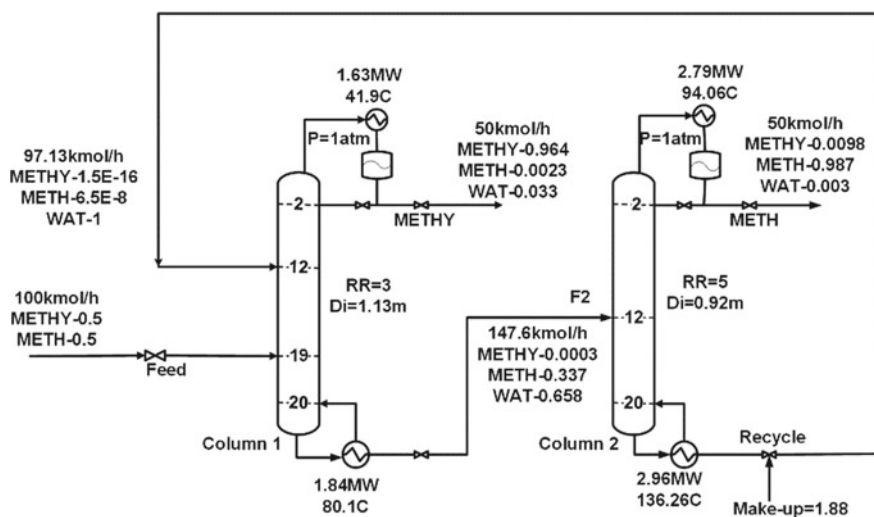 1.63MW
41.9C
P=1atm
50kmol/h
METHY-0.964
METH-0.0023
WAT-0.033
METHY
2
12
19
20
RR=3
Di=1.13m
97.13kmol/h
METHY-1.5E-16
METH-6.5E-8
WAT-1
100kmol/h
METHY-0.5
METH-0.5
Feed
Column 1
1.84MW
80.1C
F2
147.6kmol/h
METHY-0.0003
METH-0.337
WAT-0.658
2.79MW
94.06C
P=1atm
50kmol/h
METHY-0.0098
METH-0.987
WAT-0.003
METH
2
12
20
RR=5
Di=0.92m
Column 2
2.96MW
136.26C
Recycle
Make-up=1.88